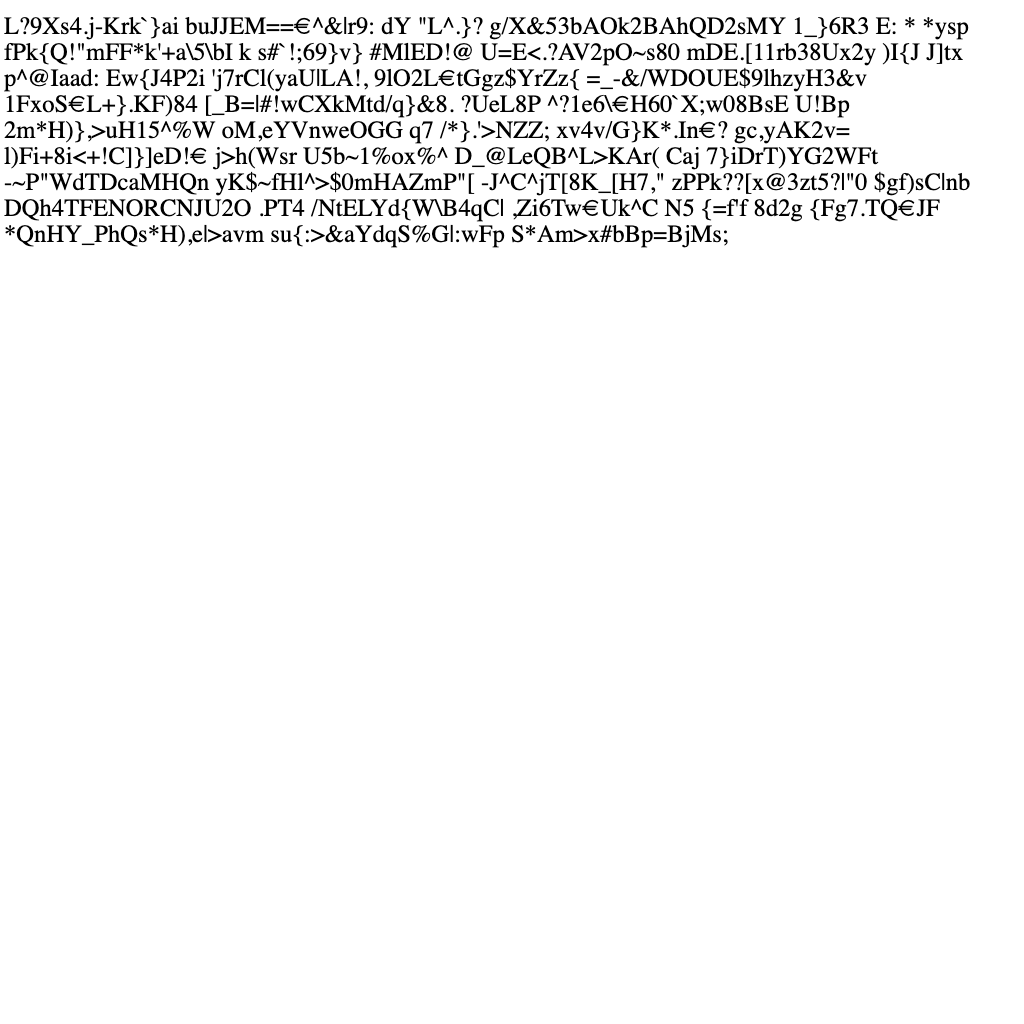 L?9Xs4.j-Krk`}ai buJJEM==€^&|r9: dY "L^.}? g/X&53bAOk2BAhQD2sMY 1_}6R3 E: * *ysp
fPk{Q!"mFF*k'+a\5\bI k s#`!;69}v} #MlED!@ U=E<.?AV2pO~s80 mDE.[11rb38Ux2y )I{J J]tx
p^@Iaad: Ew{J4P2i 'j7rCl(yaU|LA!, 9lO2L€tGgz$YrZz{ =_-&/WDOUE$9lhzyH3&v
1FxoS€L+}.KF)84 [_B=|#!wCXkMtd/q}&8. ?UeL8P ^?1e6\€H60`X;w08BsE U!Bp
2m*H)},>uH15^%W oM,eYVnweOGG q7 /*}.'>NZZ; xv4v/G}K*.In€? gc,yAK2v=
l)Fi+8i<+!C]}]eD!€ j>h(Wsr U5b~1%ox%^ D_@LeQB^L>KAr( Caj 7}iDrT)YG2WFt
-~P"WdTDcaMHQn yK$~fHl^>$0mHAZmP"[ -J^C^jT[8K_[H7," zPPk??[x@3zt5?|"0 $gf)sC|nb
DQh4TFENORCNJU2O .PT4 /NtELYd{W\B4qC| ,Zi6Tw€Uk^C N5 {=f'f 8d2g {Fg7.TQ€JF
*QnHY_PhQs*H),e|>avm su{:>&aYdqS%G|:wFp S*Am>x#bBp=BjMs;